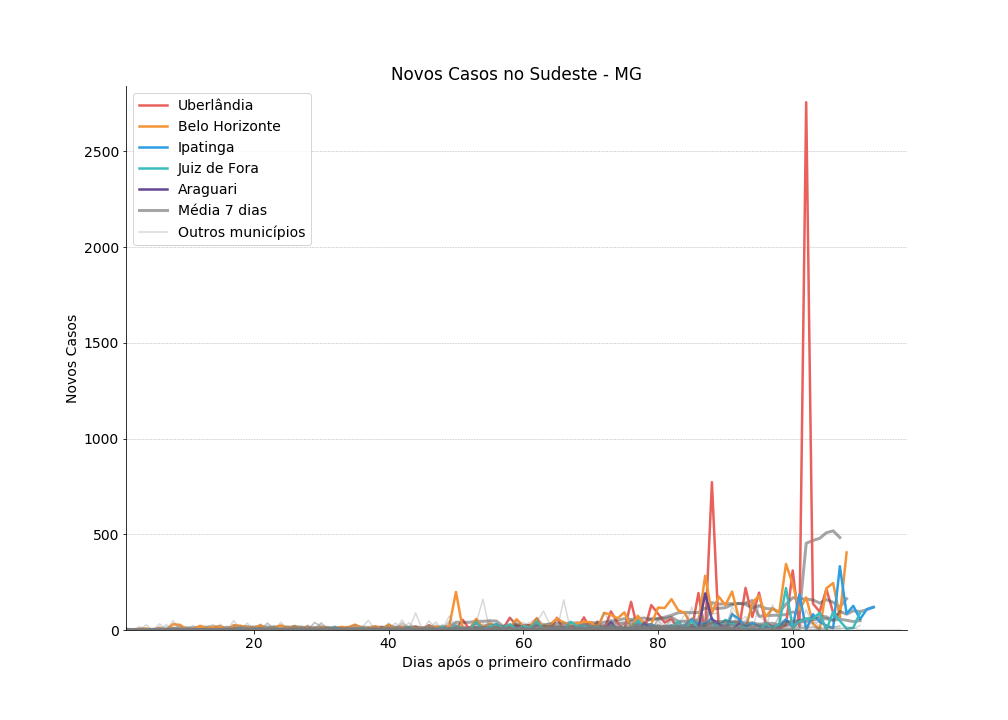 Novos Casos no Sudeste - MG
Uberlândia
Belo Horizonte
Ipatinga
Juiz de Fora
Araguari
Média 7 dias
Outros municípios
2500
2000
1500
1000
500
0
Novos Casos
20 40 60 80 100
Dias após o primeiro confirmado